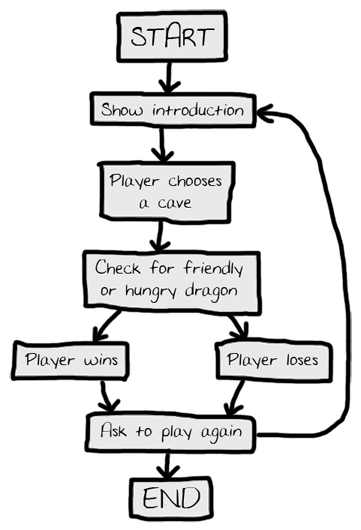 START
Show introduction
Player chooses
a cave
Check for friendly
or hungry dragon
Player wins
Player loses
Ask to play again
END